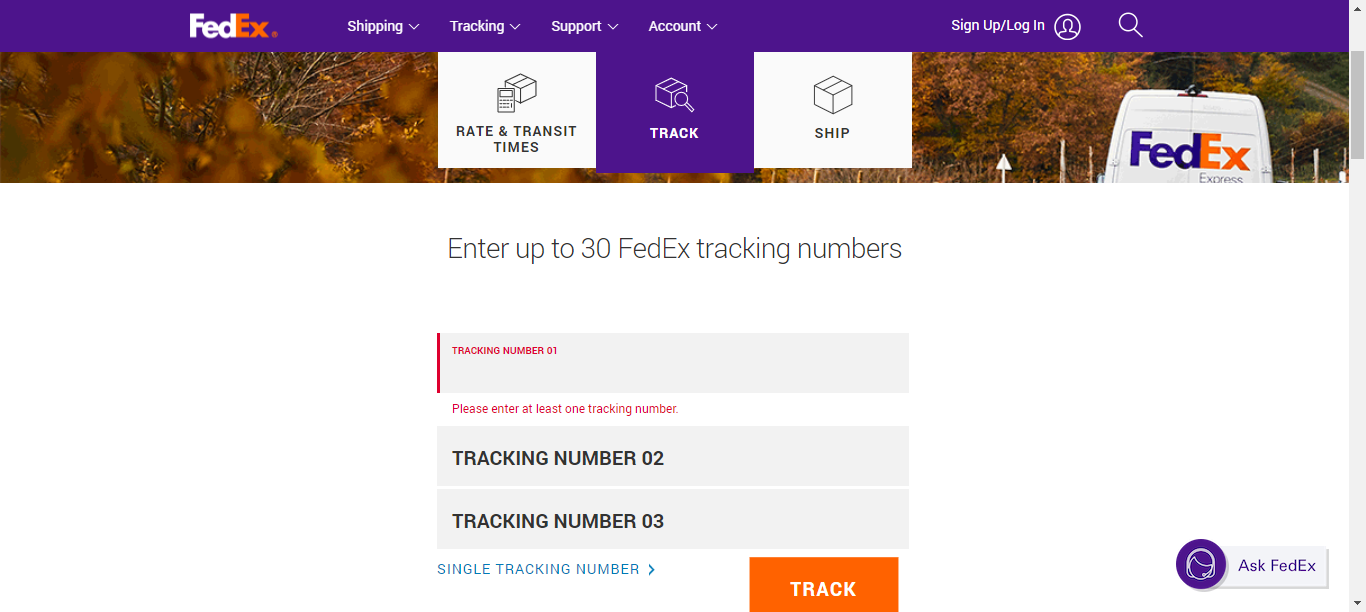 FedEx®
Shipping
Tracking
Support
Account
Sign Up/Log In
RATE & TRANSIT
TIMES
TRACK
SHIP
FedEx
Express
Enter up to 30 FedEx tracking numbers
TRACKING NUMBER 01
Please enter at least one tracking number.
TRACKING NUMBER 02
TRACKING NUMBER 03
SINGLE TRACKING NUMBER
TRACK
Ask FedEx